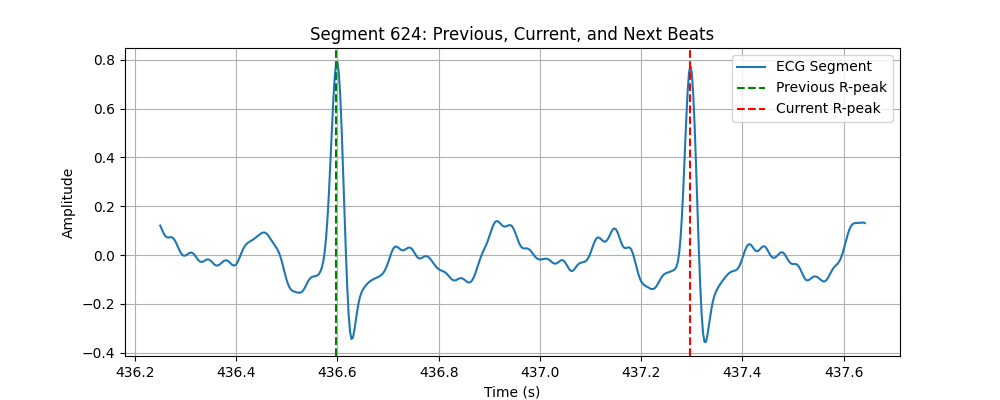 Segment 624: Previous, Current, and Next Beats
ECG Segment
Previous R-peak
Current R-peak
Amplitude
0.8
0.6
0.4
0.2
0.0
−0.2
−0.4
436.2 436.4 436.6 436.8 437.0 437.2 437.4 437.6
Time (s)